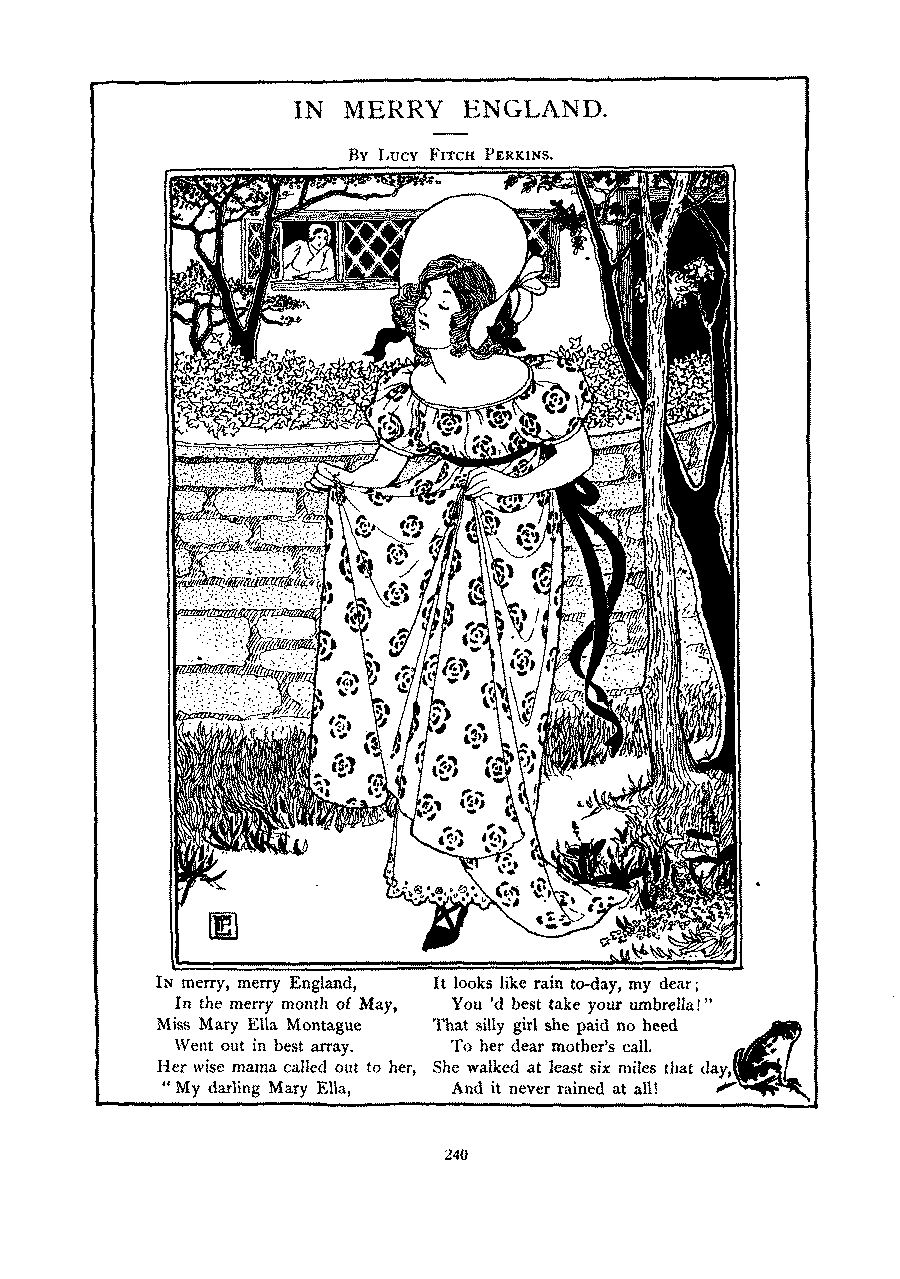 IN MERRY ENGLAND.
BY LUCY FITCH PERKINS.
IN merry, merry England,
In the merry month of May,
Miss Mary Ella Montague
Went out in best array.
Her wise mama called out to her,
"My darling Mary Ella,
It looks like rain to-day, my dear;
You 'd best take your umbrella!"
That silly girl she paid no heed
To her dear mother's call.
She walked at least six miles that day,
And it never rained at all!
240